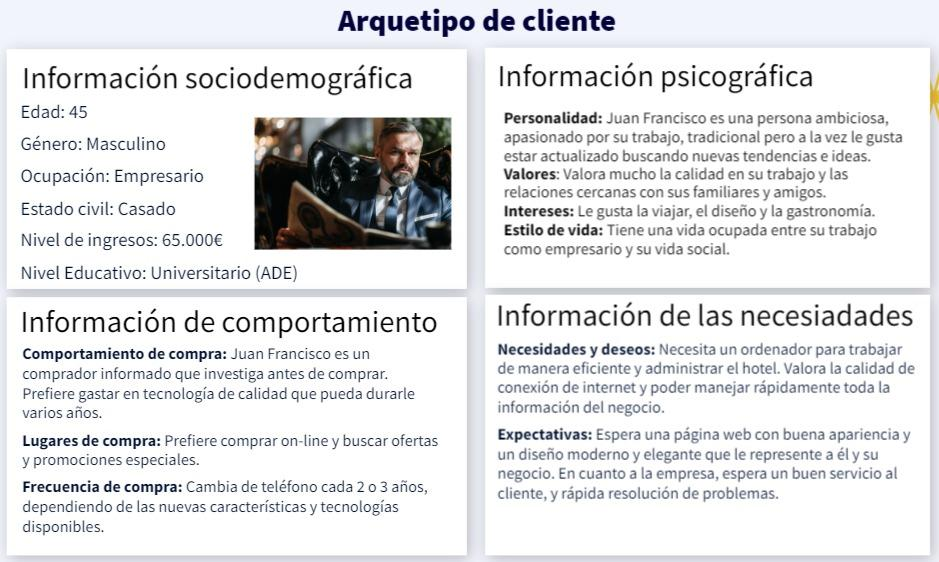 Arquetipo de cliente
Información sociodemográfica
Edad: 45
Género: Masculino
Ocupación: Empresario
Estado civil: Casado
Nivel de ingresos: 65.000€
Nivel Educativo: Universitario (ADE)
Información psicográfica
Personalidad: Juan Francisco es una persona ambiciosa,
apasionado por su trabajo, tradicional pero a la vez le gusta
estar actualizado buscando nuevas tendencias e ideas.
Valores: Valora mucho la calidad en su trabajo y las
relaciones cercanas con sus familiares y amigos.
Intereses: Le gusta la viajar, el diseño y la gastronomía.
Estilo de vida: Tiene una vida ocupada entre su trabajo
como empresario y su vida social.
Información de comportamiento
Comportamiento de compra: Juan Francisco es un
comprador informado que investiga antes de comprar.
Prefiere gastar en tecnología de calidad que pueda durarle
varios años.
Lugares de compra: Prefiere comprar on-line y buscar ofertas
y promociones especiales.
Frecuencia de compra: Cambia de teléfono cada 2 o 3 años,
dependiendo de las nuevas características y tecnologías
disponibles.
Información de las necesiadades
Necesidades y deseos: Necesita un ordenador para trabajar
de manera eficiente y administrar el hotel. Valora la calidad de
conexión de internet y poder manejar rápidamente toda la
información del negocio.
Expectativas: Espera una página web con buena apariencia y
un diseño moderno y elegante que le represente a él y su
negocio. En cuanto a la empresa, espera un buen servicio al
cliente, y rápida resolución de problemas.